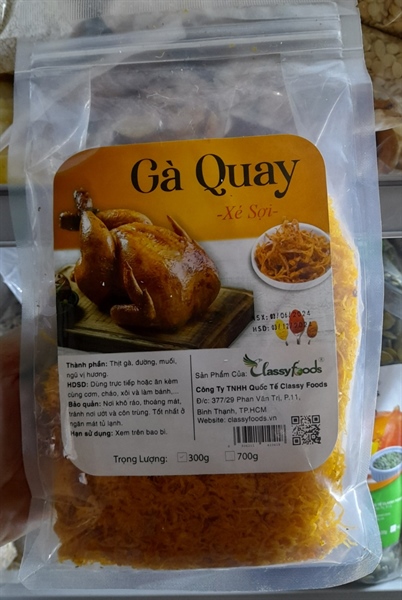 Gà Quay
-Xé Sợi-
Thành phần: Thịt gà, đường, muối,
ngũ vị hương.
HDSD: Dùng trực tiếp hoặc ăn kèm
cùng cơm, cháo, xôi và làm bánh,...
Bảo quản: Nơi khô ráo, thoáng mát,
tránh nơi ướt và côn trùng. Tốt nhất ở
ngăn mát tủ lạnh.
Hạn sử dụng: Xem trên bao bì.
NSX:
HSD:
Sản Phẩm Của:
Classyfoods
Công Ty TNHH Quốc Tế Classy Foods
Đ/c: 377/29 Phan Văn Trị, P.11,
Bình Thạnh, TP.HCM
Website: classyfoods.vn
Trọng Lượng: 300g 700g